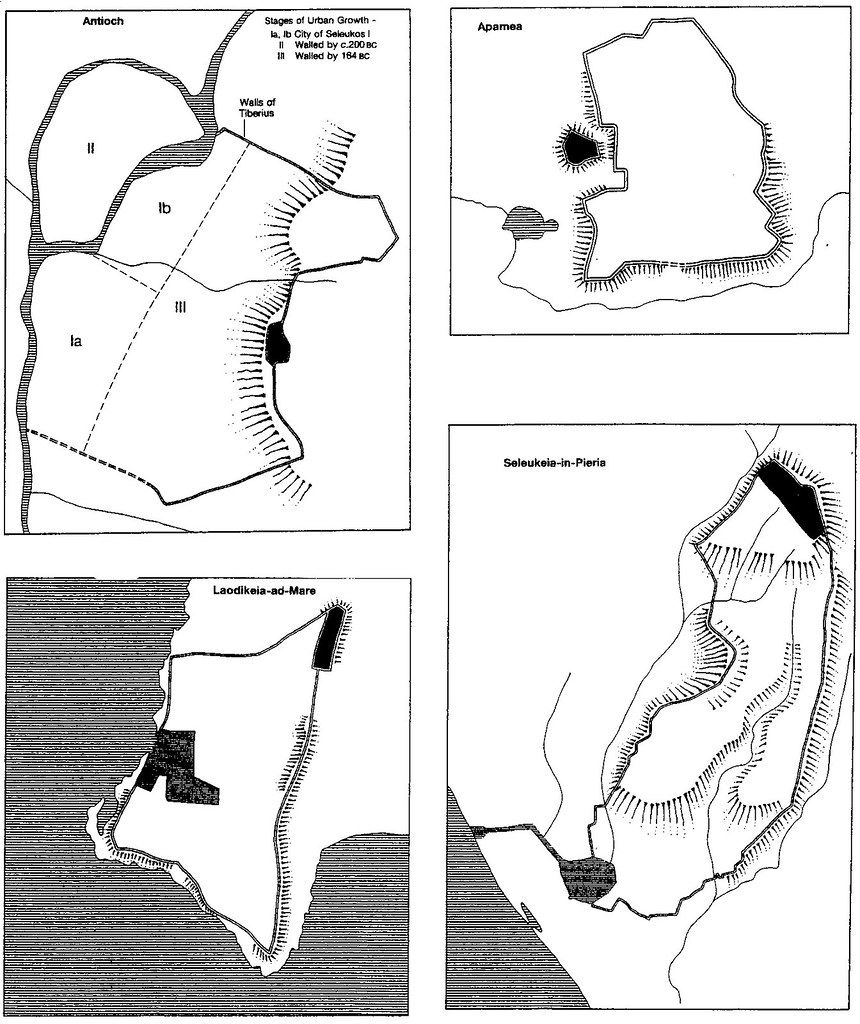 Antioch
Stages of Urban Growth -
Ia, Ib City of Seleukos I
II Walled by c.200 BC
III Walled by 164 BC
Walls of
Tiberius
II
Ib
III
Ia
Apamea
Laodikeia-ad-Mare
Seleukeia-in-Pieria